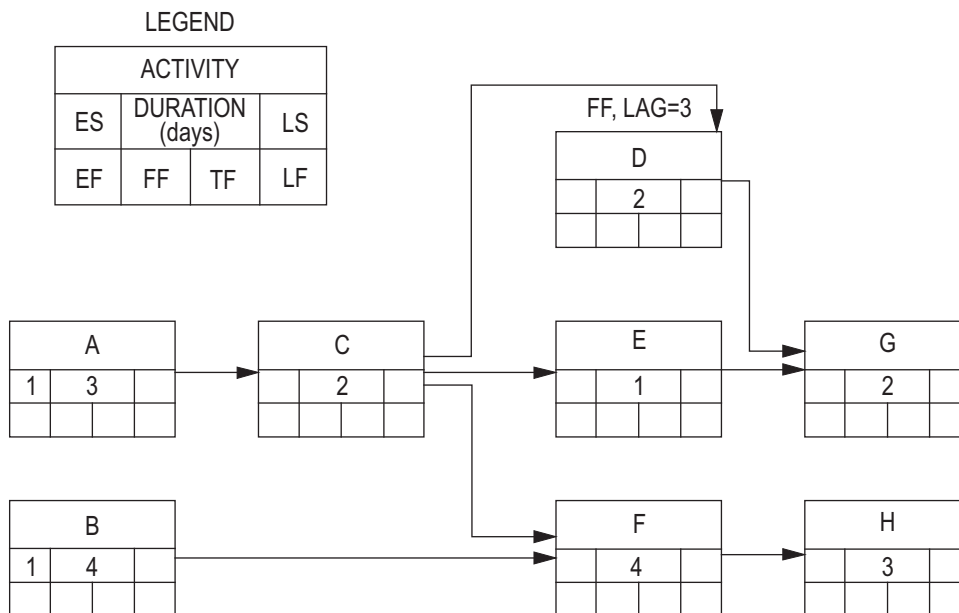 LEGEND
ACTIVITY
ES DURATION (days) LS
EF FF TF LF
FF, LAG=3
D
2
A
1 3
C
2
E
1
G
2
B
1 4
F
4
H
3